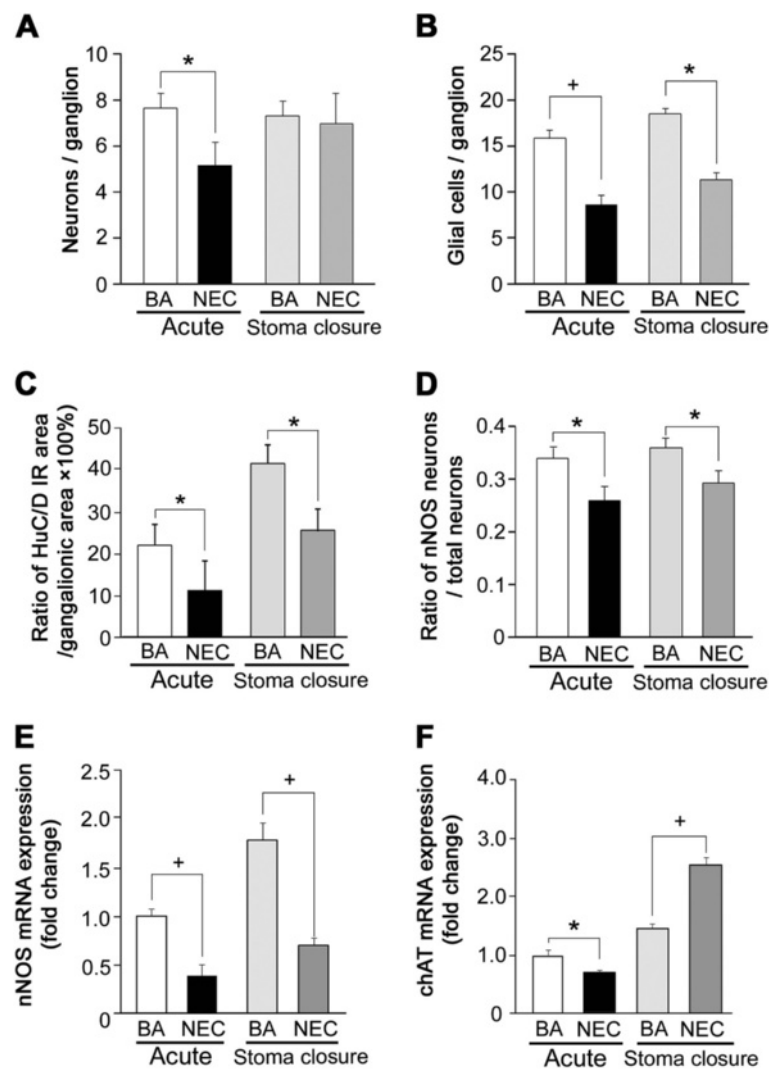 A
Neurons / ganglion
10
8
6
4
2
0
*
BA NEC BA NEC
Acute Stoma closure
B
Glial cells / ganglion
25
20
15
10
5
0
+
*
BA NEC BA NEC
Acute Stoma closure
C
Ratio of HuC/D IR area
/gangalionic area ×100%)
50
40
30
20
10
0
*
*
BA NEC BA NEC
Acute Stoma closure
D
Ratio of nNOS neurons
/ total neurons
0.4
0.3
0.2
0.1
0
*
*
BA NEC BA NEC
Acute Stoma closure
E
nNOS mRNA expression
(fold change)
2.5
2.0
1.5
1.0
0.5
0
+
+
BA NEC BA NEC
Acute Stoma closure
F
chAT mRNA expression
(fold change)
4.0
3.0
2.0
1.0
0
*
+
BA NEC BA NEC
Acute Stoma closure